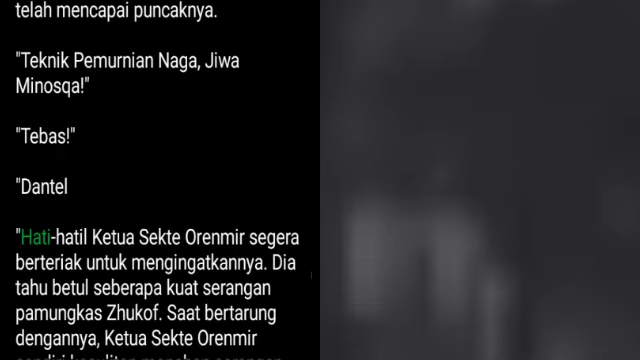 telah mencapai puncaknya.
"Teknik Pemurnian Naga, Jiwa
Minosqa!"
"Tebas!"
"Dantel
"Hati-hatil Ketua Sekte Orenmir segera
berteriak untuk mengingatkannya. Dia
tahu betul seberapa kuat serangan
pamungkas Zhukof. Saat bertarung
dengannya, Ketua Sekte Orenmir